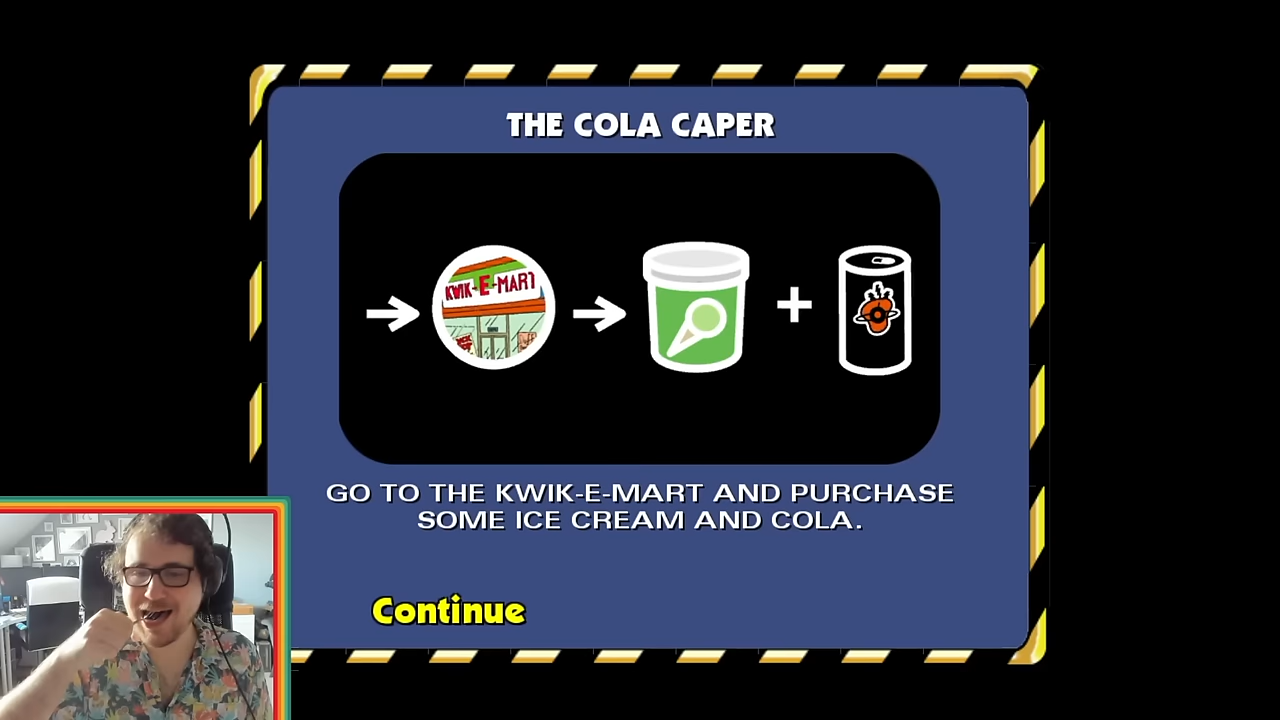 THE COLA CAPER
KWIK-E-MART
GO TO THE KWIK-E-MART AND PURCHASE
SOME ICE CREAM AND COLA.
Continue